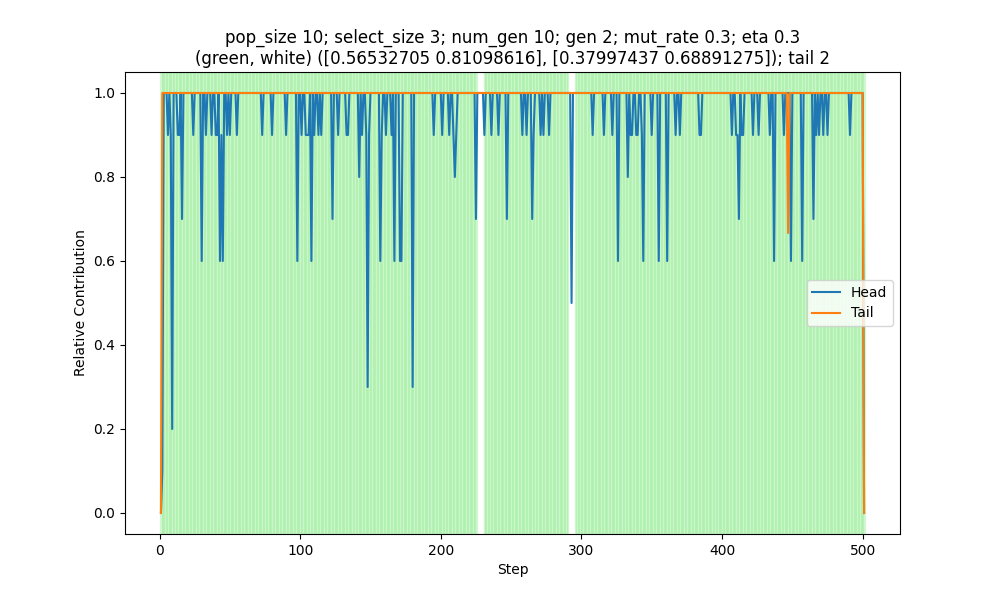 pop_size 10; select_size 3; num_gen 10; gen 2; mut_rate 0.3; eta 0.3
(green, white) ([0.56532705 0.81098616], [0.37997437 0.68891275]); tail 2
1.0
0.8
0.6
0.4
0.2
0.0
Relative Contribution
Head
Tail
0
100
200
300
400
500
Step